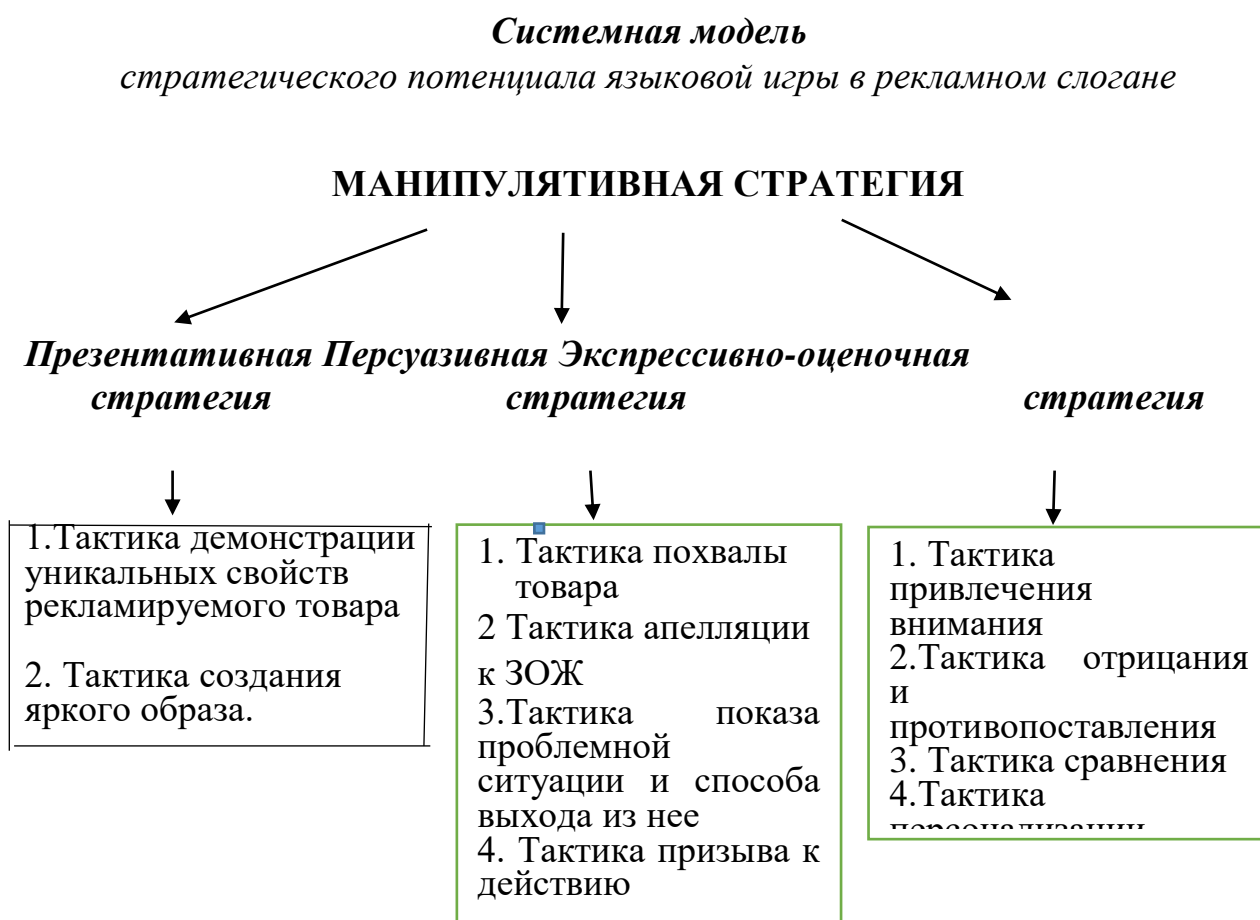 Системная модель
стратегического потенциала языковой игры в рекламном слогане
МАНИПУЛЯТИВНАЯ СТРАТЕГИЯ
Презентативная Персуазивная Экспрессивно-оценочная
стратегия стратегия стратегия
1.Тактика демонстрации
уникальных свойств
рекламируемого товара
2. Тактика создания
яркого образа.
1. Тактика похвалы
товара
2 Тактика апелляции
к ЗОЖ
3.Тактика показа
проблемной
ситуации и способа
выхода из нее
4. Тактика призыва к
действию
1. Тактика
привлечения
внимания
2.Тактика отрицания
и
противопоставления
3. Тактика сравнения
4.Тактика
персонализации